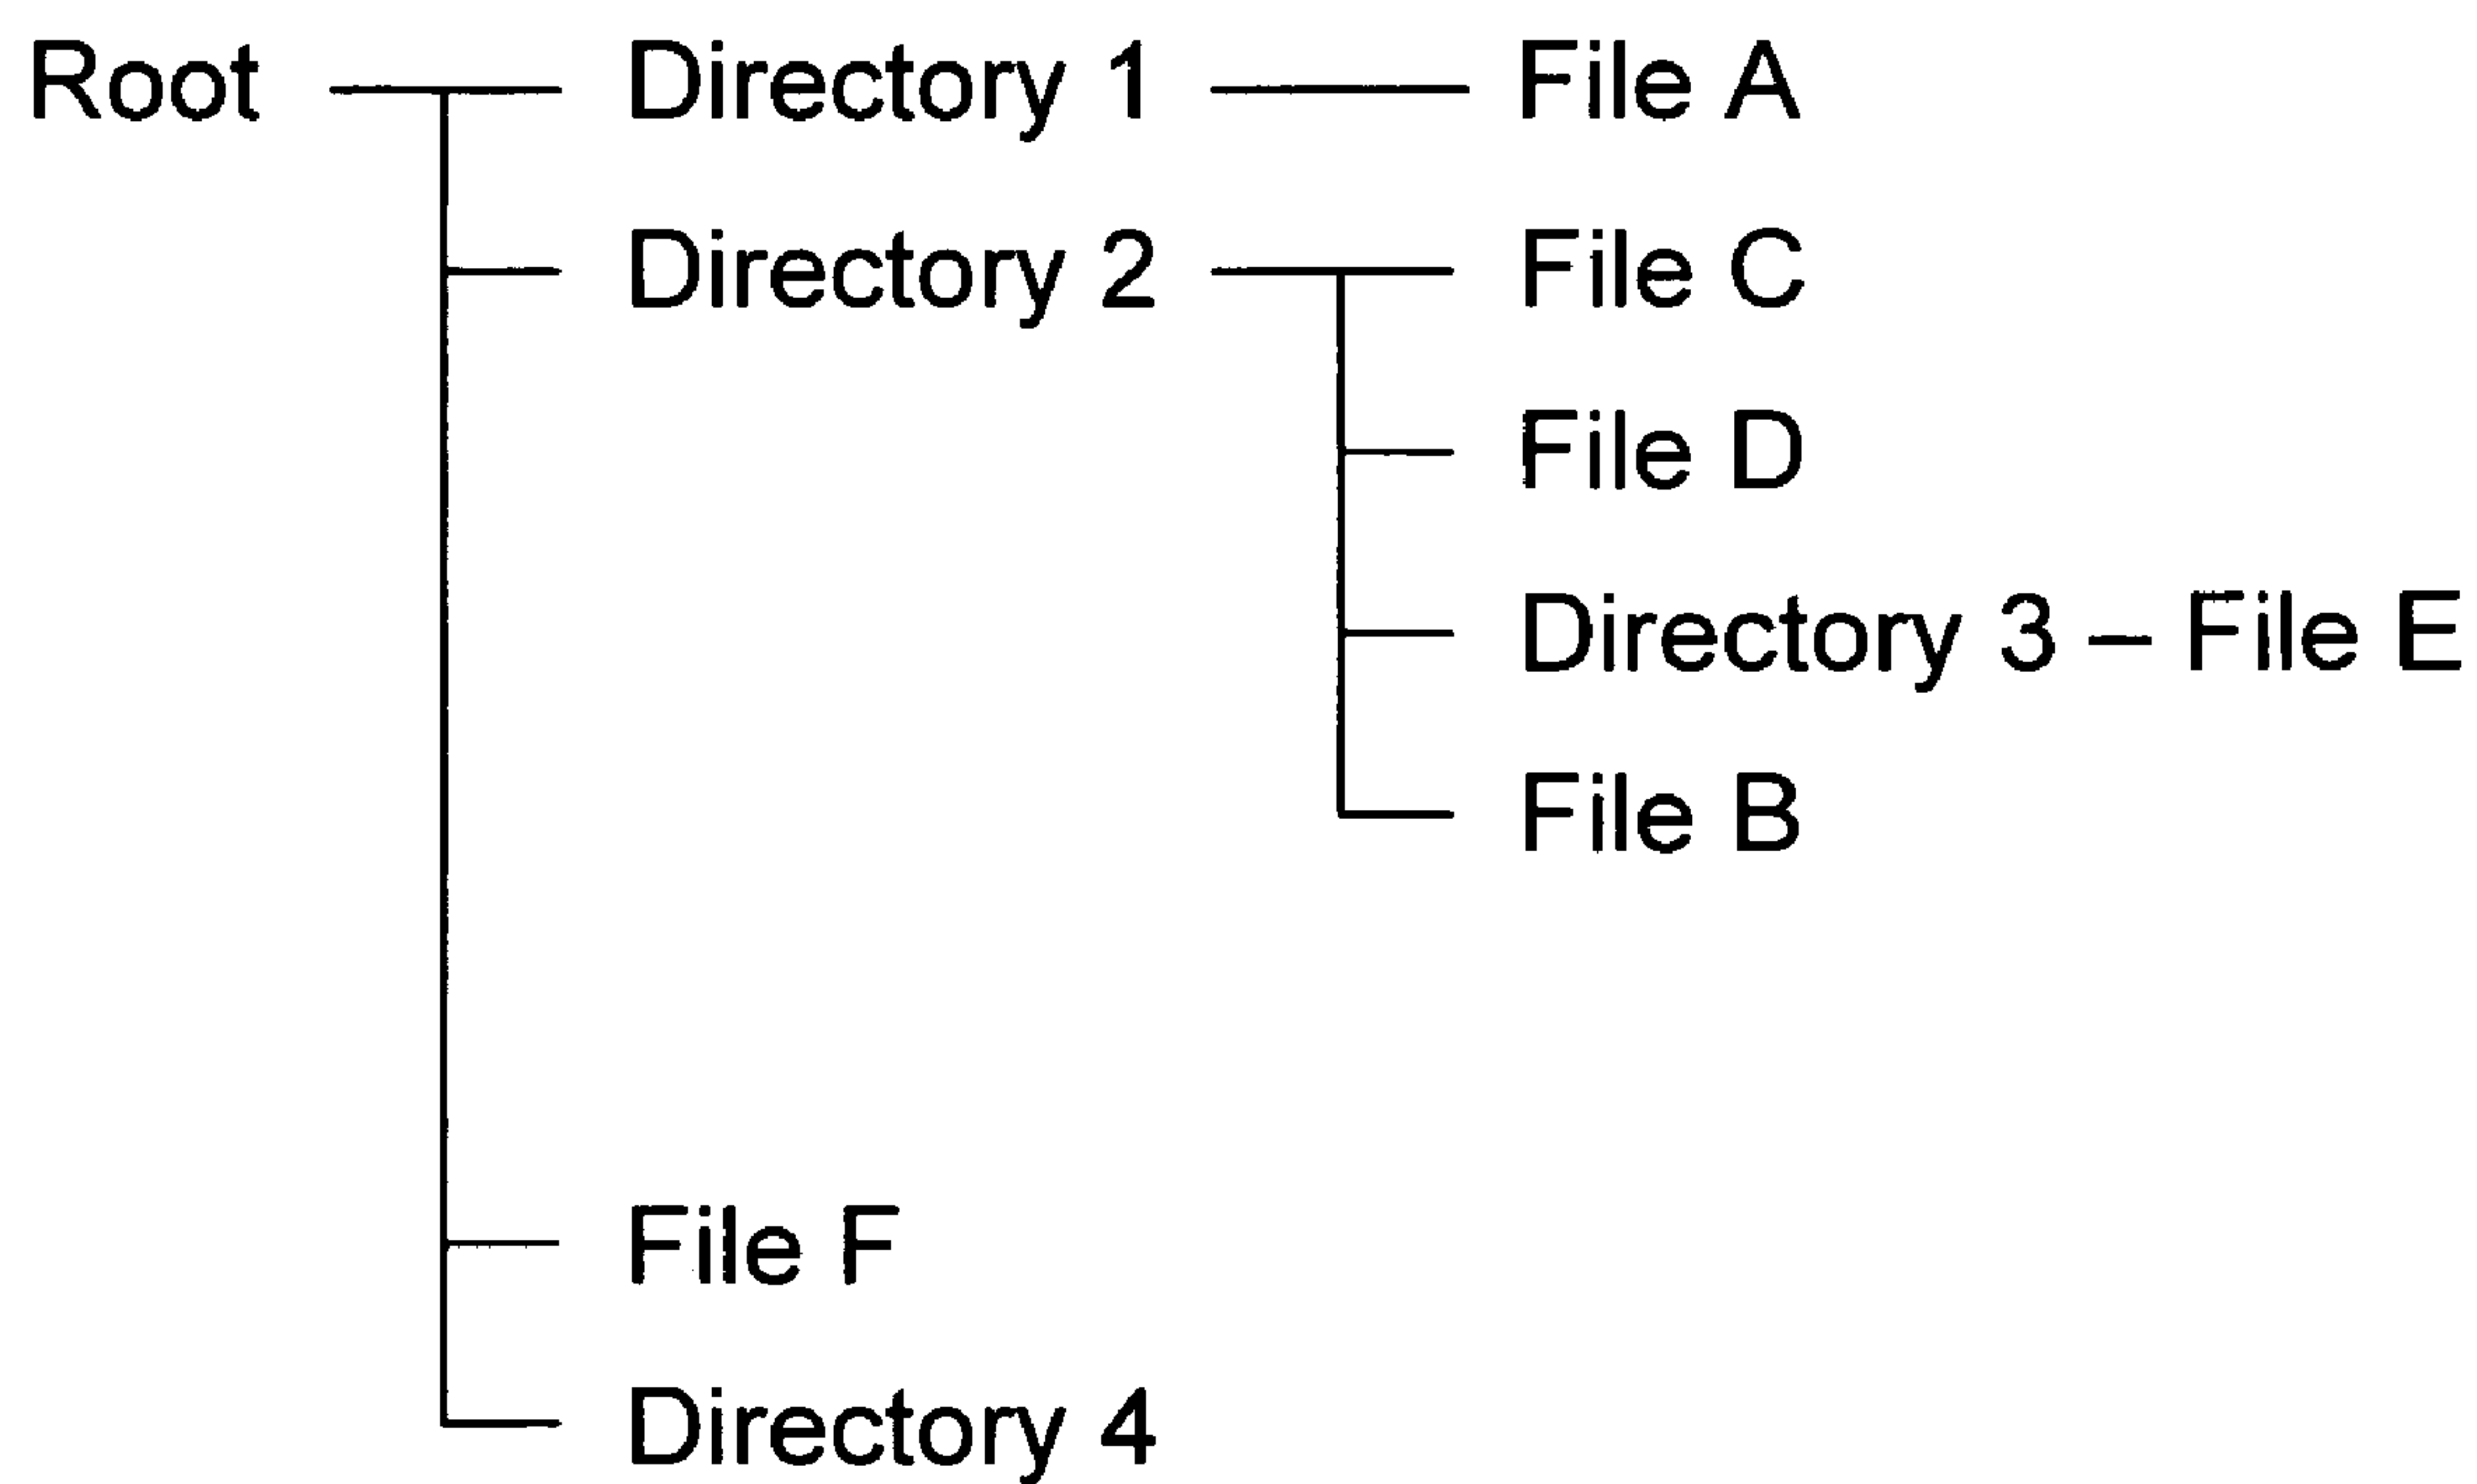 Root Directory 1 File A
Directory 2 File C
File D
Directory 3 – File E
File B
File F
Directory 4